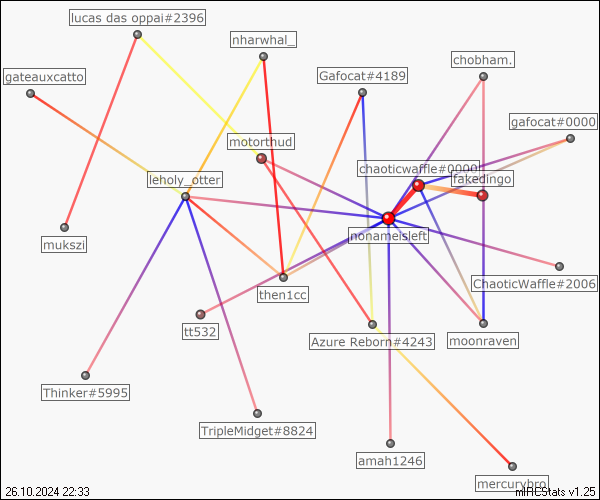 lucas das oppai#2396
nharwhal_
chobham.
gateauxcatto
Gafocat#4189
gafocat#0000
motorthud
chaoticwaffle#0000
fakedingo
leholy_otter
mukszi
nonameisleft
ChaoticWaffle#2006
then1cc
tt532
Azure Reborn#4243
moonraven
Thinker#5995
TripleMidget#8824
amah1246
mercurybro
26.10.2024 22:33
mIRCStats v1.25